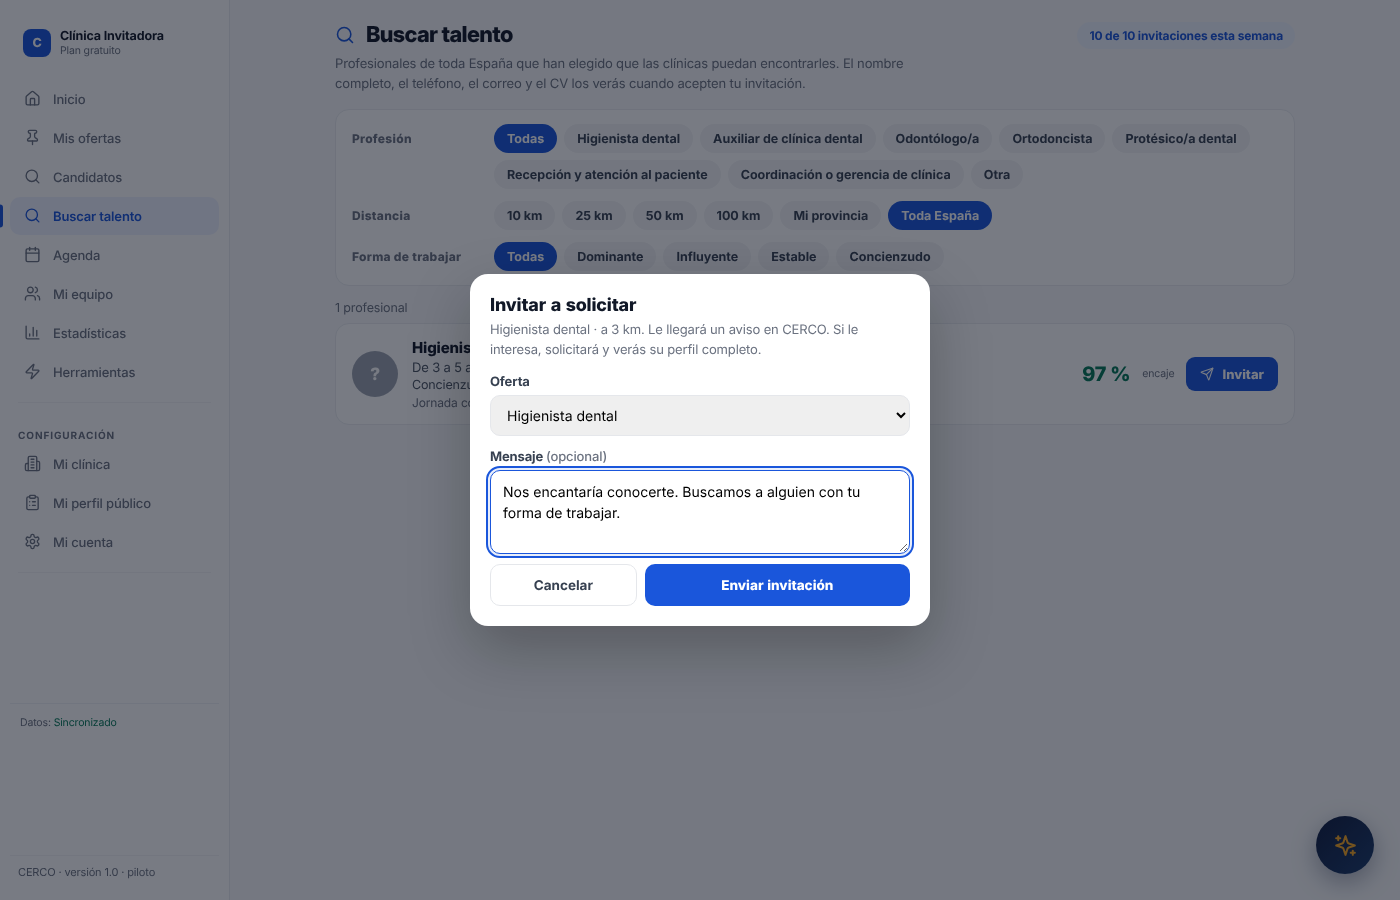 C
Clínica Invitadora
Plan gratuito
Inicio
Mis ofertas
Candidatos
Buscar talento
Agenda
Mi equipo
Estadísticas
Herramientas
CONFIGURACIÓN
Mi clínica
Mi perfil público
Mi cuenta
Datos: Sincronizado
CERCO · versión 1.0 · piloto
Buscar talento
10 de 10 invitaciones esta semana
Profesionales de toda España que han elegido que las clínicas puedan encontrarles. El nombre
completo, el teléfono, el correo y el CV los verás cuando acepten tu invitación.
Profesión
Todas
Higienista dental
Auxiliar de clínica dental
Odontólogo/a
Ortodoncista
Protésico/a dental
Recepción y atención al paciente
Coordinación o gerencia de clínica
Otra
Distancia
10 km
25 km
50 km
100 km
Mi provincia
Toda España
Forma de trabajar
Todas
Dominante
Influyente
Estable
Concienzudo
1 profesional
?
Higienis
De 3 a 5 a
Concienzu
Jornada co
97 %
encaje
Invitar
Invitar a solicitar
Higienista dental · a 3 km. Le llegará un aviso en CERCO. Si le
interesa, solicitará y verás su perfil completo.
Oferta
Higienista dental
Mensaje (opcional)
Nos encantaría conocerte. Buscamos a alguien con tu
forma de trabajar.
Cancelar
Enviar invitación